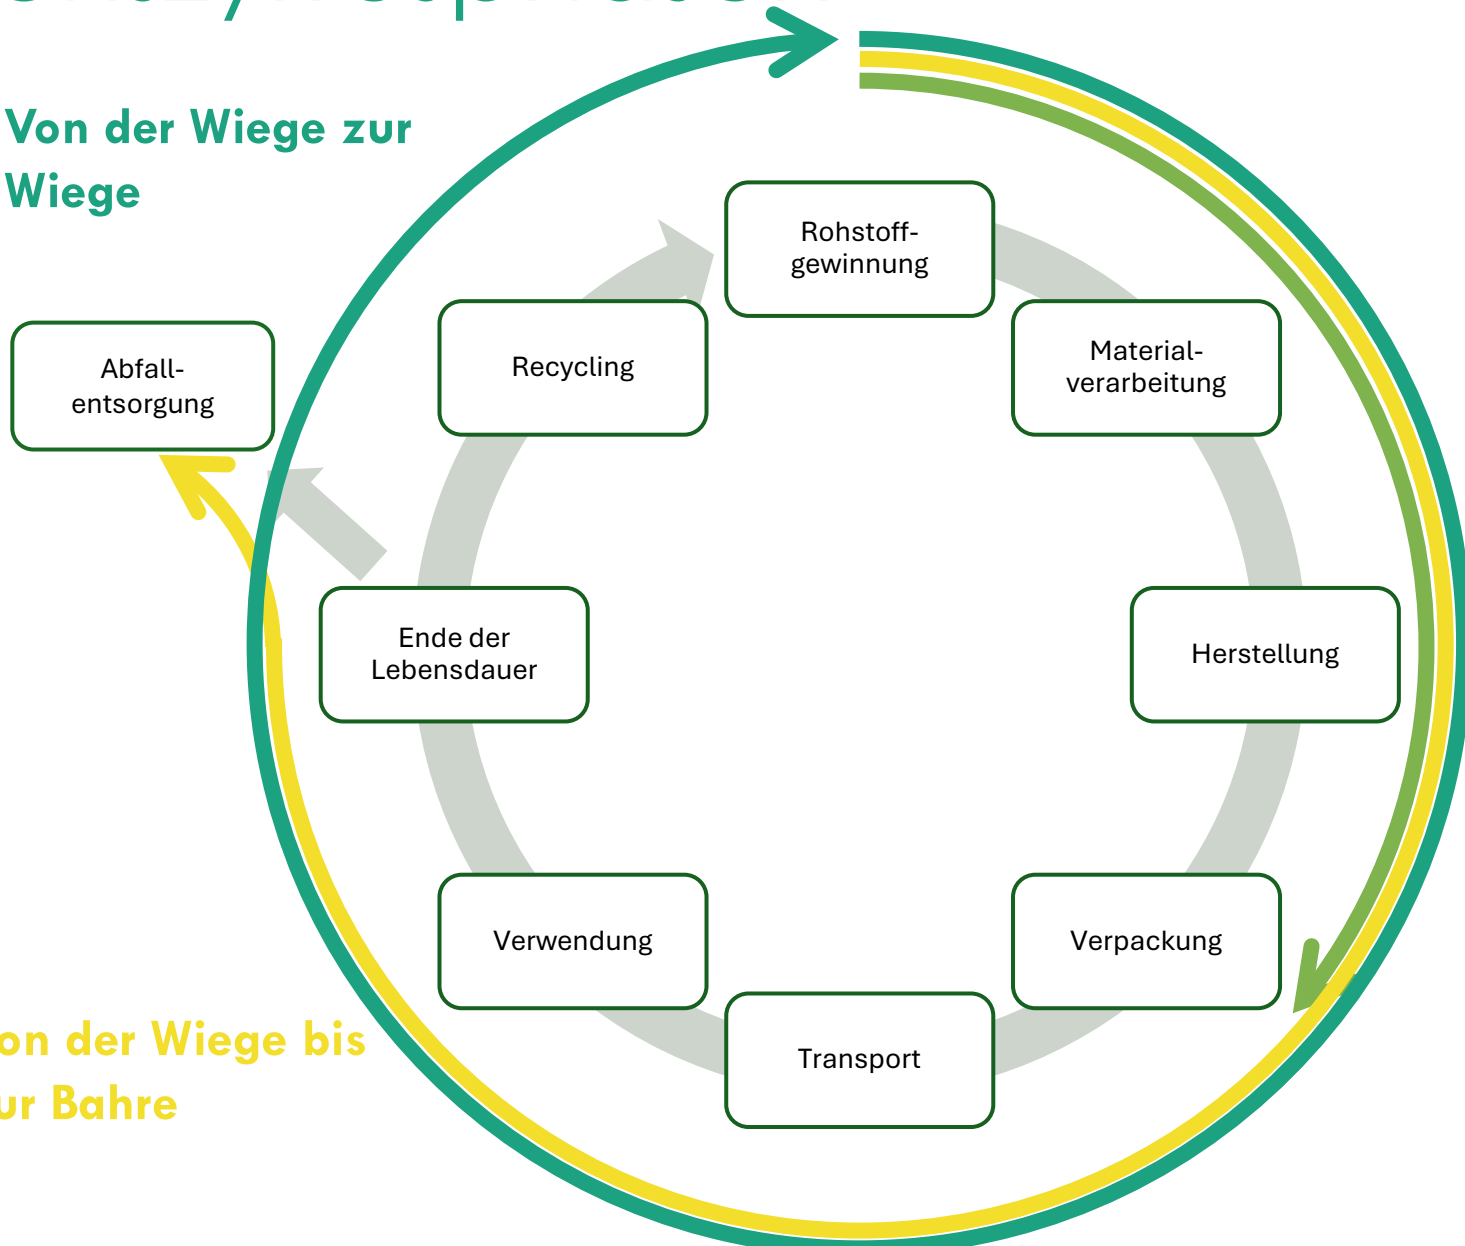 Von der Wiege zur
Wiege
Rohstoff-
gewinnung
Material-
verarbeitung
Herstellung
Verpackung
Transport
Verwendung
Ende der
Lebensdauer
Recycling
Abfall-
entsorgung
on der Wiege bis
ur Bahre